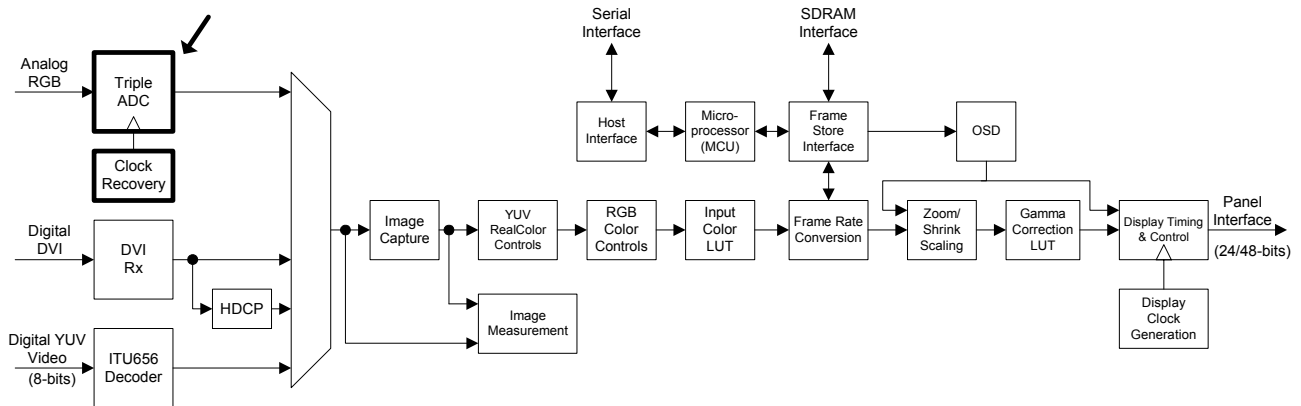 Serial
Interface
SDRAM
Interface
Analog
RGB
Triple
ADC
Clock
Recovery
Host
Interface
Micro-
processor
(MCU)
Frame
Store
Interface
OSD
Digital
DVI
DVI
Rx
HDCP
Image
Capture
YUV
RealColor
Controls
RGB
Color
Controls
Input
Color
LUT
Frame Rate
Conversion
Zoom/
Shrink
Scaling
Gamma
Correction
LUT
Display Timing
& Control
Panel
Interface
(24/48-bits)
Image
Measurement
Display
Clock
Generation
Digital YUV
Video
(8-bits)
ITU656
Decoder